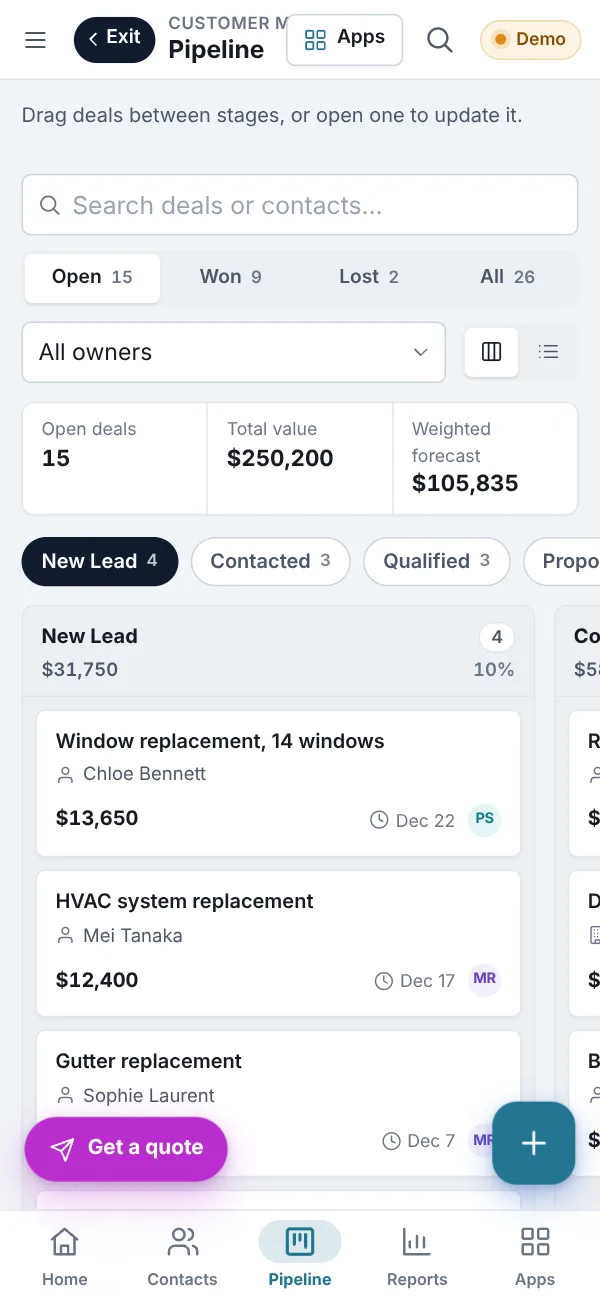 Exit
CUSTOMER M
Pipeline
Apps
Demo
Drag deals between stages, or open one to update it.
Search deals or contacts...
Open 15
Won 9
Lost 2
All 26
All owners
Open deals
15
Total value
$250,200
Weighted
forecast
$105,835
New Lead 4
Contacted 3
Qualified 3
Propo
New Lead 4
$31,750 10%
Co
$58
Window replacement, 14 windows
Chloe Bennett
$13,650 Dec 22 PS
R
$
HVAC system replacement
Mei Tanaka
$12,400 Dec 17 MR
D
$
Gutter replacement
Sophie Laurent
Dec 7 MR
B
$
Get a quote
Home
Contacts
Pipeline
Reports
Apps